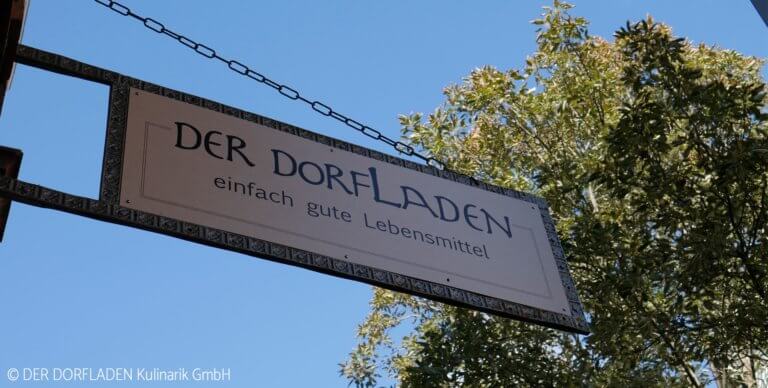 DER DORFLADEN
einfach gute Lebensmittel
© DER DORFLADEN Kulinarik GmbH